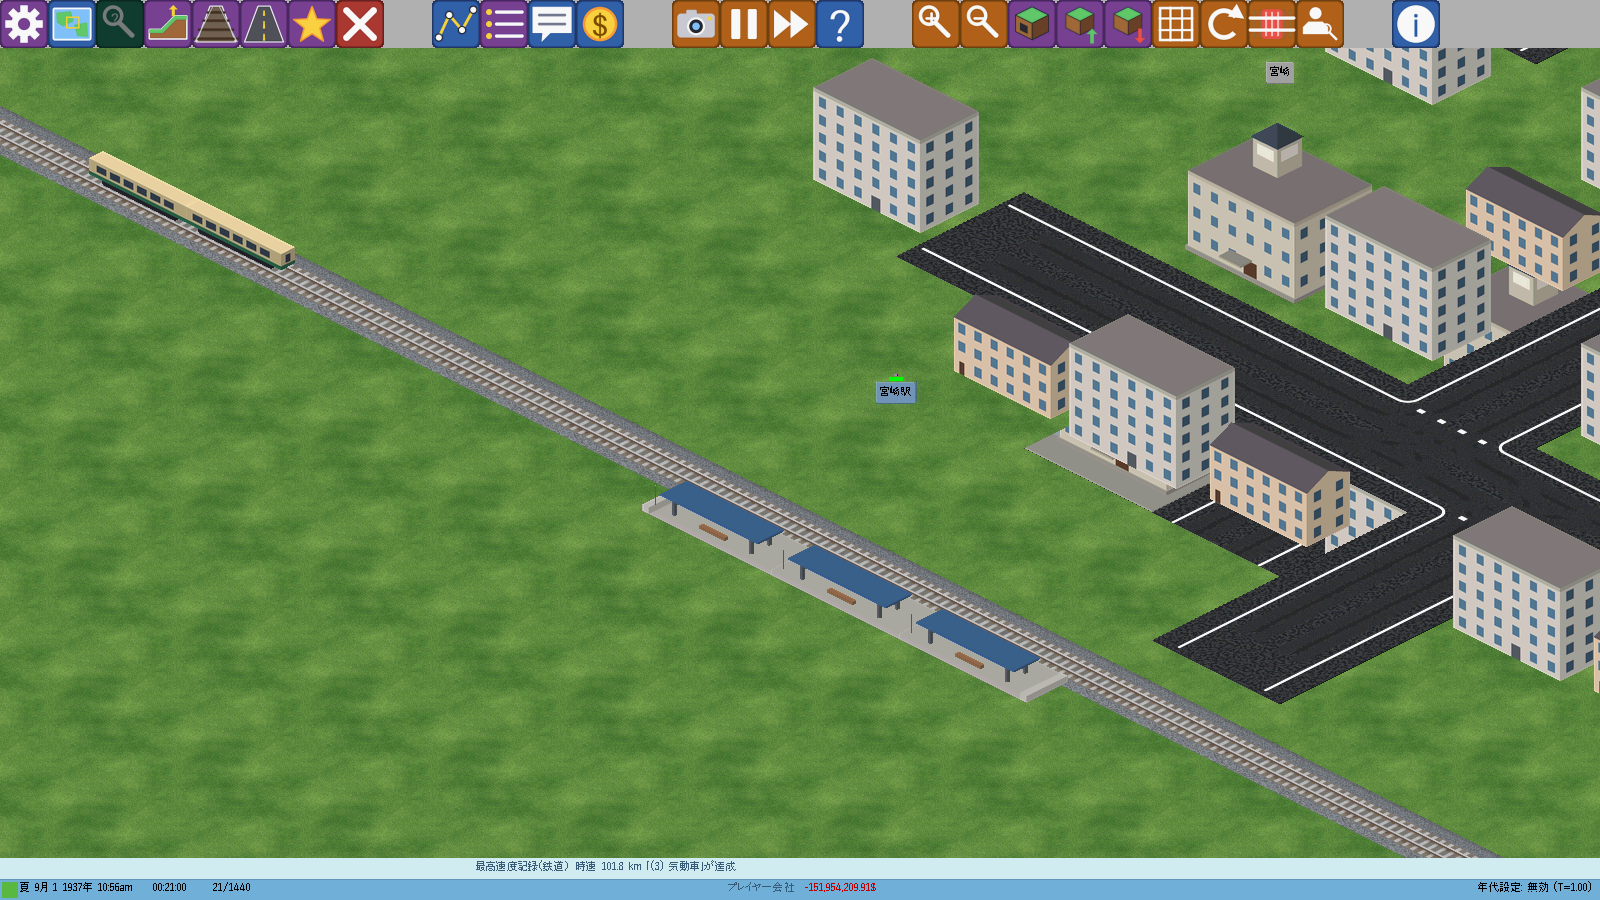 宮崎
宮崎駅
最高速度記録(鉄道) 時速 101.8 km 「(3) 気動車」が達成
夏 9月 1 1937年 10:56am 00:21:00 21/1440 プレイヤー会社 -151,954,209.91$ 年代設定: 無効 (T=1.00)